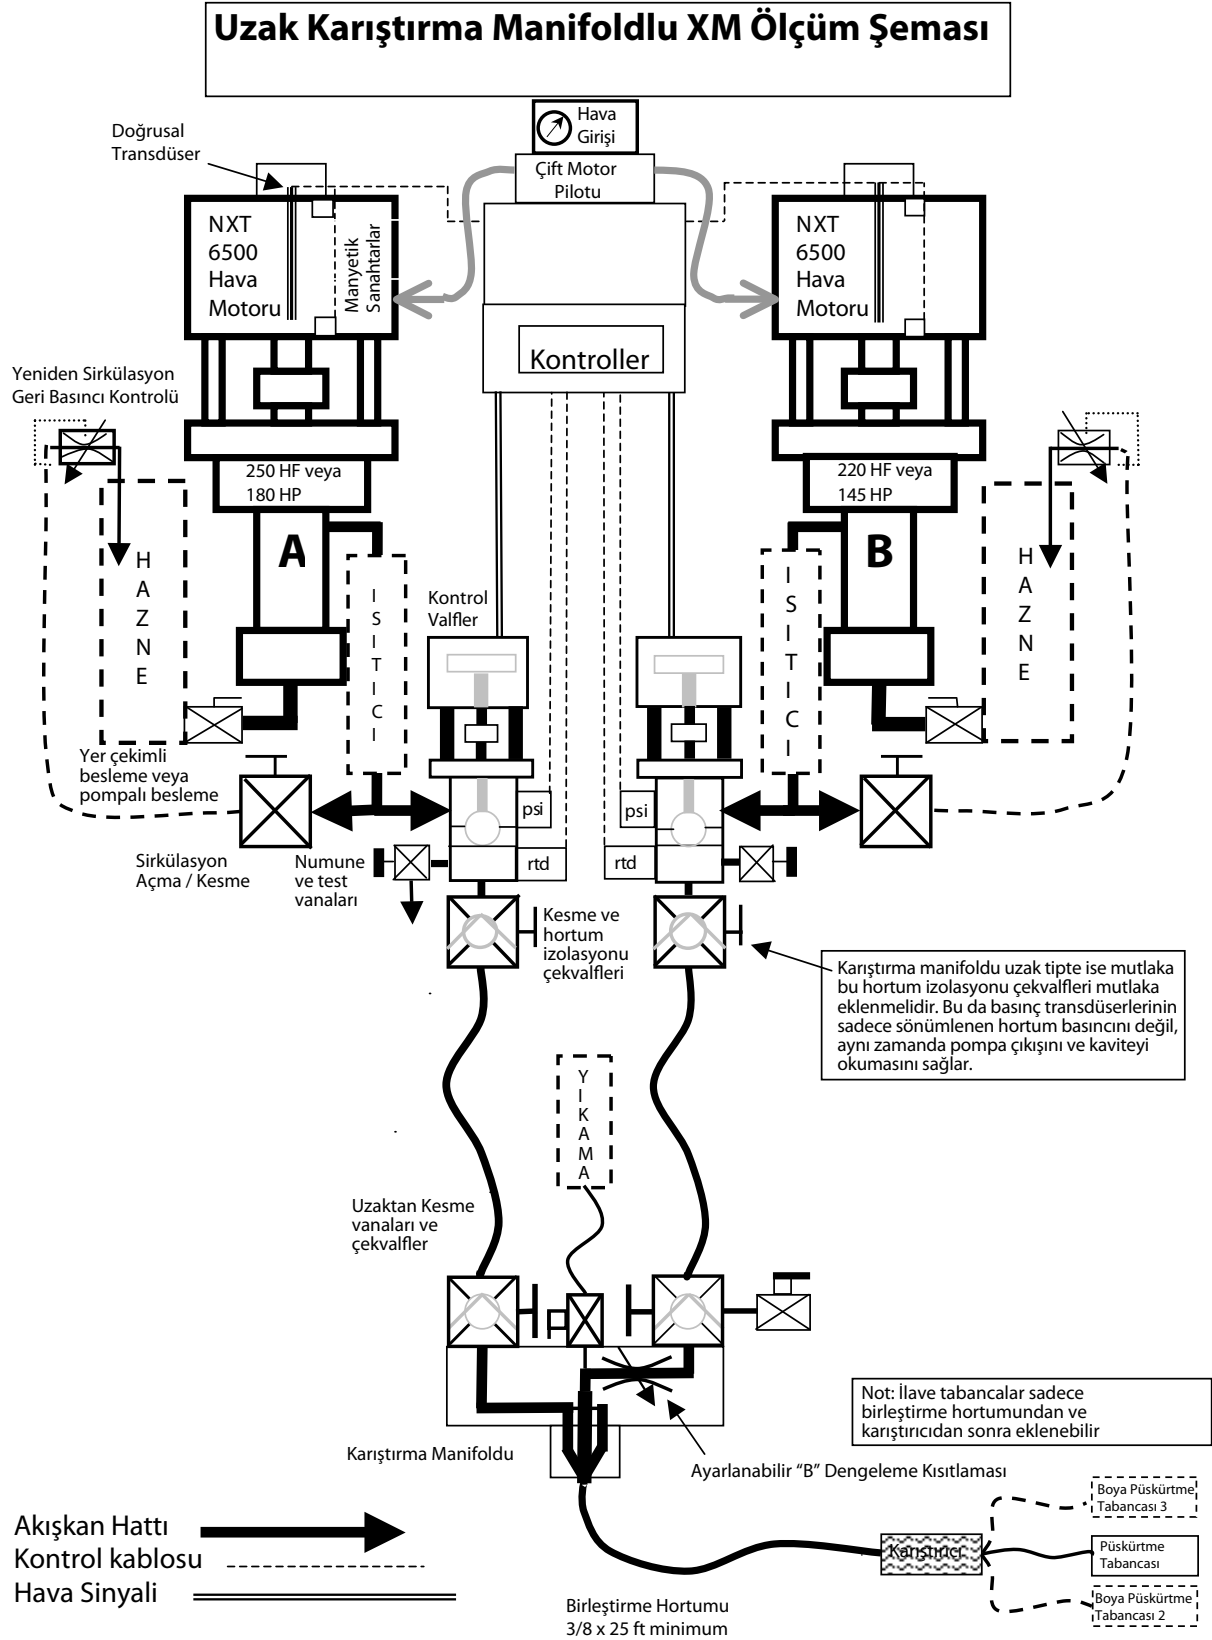 Uzak Karıştırma Manifoldlu XM Ölçüm Şeması
Hava
Girişi
Çift Motor
Pilotu
Doğrusal
Transdüser
NXT
6500
Hava
Motoru
Manyetik
Sanahtarlar
NXT
6500
Hava
Motoru
Kontroller
Yeniden Sirkülasyon
Geri Basıncı Kontrolü
250 HF veya
180 HP
220 HF veya
145 HP
A
B
HAZNE
ISITICI
Kontrol
Valfler
ISITICI
HAZNE
Yer çekimli
besleme veya
pompalı besleme
psi
psi
rtd
rtd
Sirkülasyon
Açma / Kesme
Numune
ve test
vanaları
Kesme ve
hortum
izolasyonu
çekvalfleri
Karıştırma manifoldu uzak tipte ise mutlaka
bu hortum izolasyonu çekvalfleri mutlaka
eklenmelidir. Bu da basınç transdüserlerinin
sadece sönümlenen hortum basıncını değil,
aynı zamanda pompa çıkışını ve kaviteyi
okumasını sağlar.
YIKAMA
Uzaktan Kesme
vanaları ve
çekvalfler
Not: İlave tabancalar sadece
birleştirme hortumundan ve
karıştırıcıdan sonra eklenebilir
Karıştırma Manifoldu
Ayarlanabilir “B” Dengeleme Kısıtlaması
Boya Püskürtme
Tabancası 3
Karıştırıcı
Püskürtme
Tabancası
Boya Püskürtme
Tabancası 2
Akışkan Hattı
Kontrol kablosu
Hava Sinyali
Birleştirme Hortumu
3/8 x 25 ft minimum